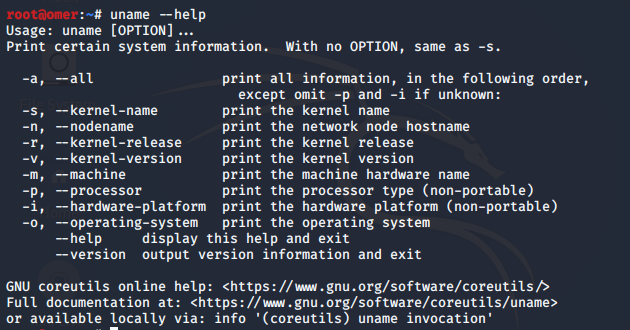 root@omer:~# uname --help
Usage: uname [OPTION]...
Print certain system information.  With no OPTION, same as -s.

  -a, --all                print all information, in the following order,
                             except omit -p and -i if unknown:
  -s, --kernel-name        print the kernel name
  -n, --nodename           print the network node hostname
  -r, --kernel-release     print the kernel release
  -v, --kernel-version     print the kernel version
  -m, --machine            print the machine hardware name
  -p, --processor          print the processor type (non-portable)
  -i, --hardware-platform  print the hardware platform (non-portable)
  -o, --operating-system   print the operating system
      --help     display this help and exit
      --version  output version information and exit

GNU coreutils online help: <https://www.gnu.org/software/coreutils/>
Full documentation at: <https://www.gnu.org/software/coreutils/uname>
or available locally via: info '(coreutils) uname invocation'